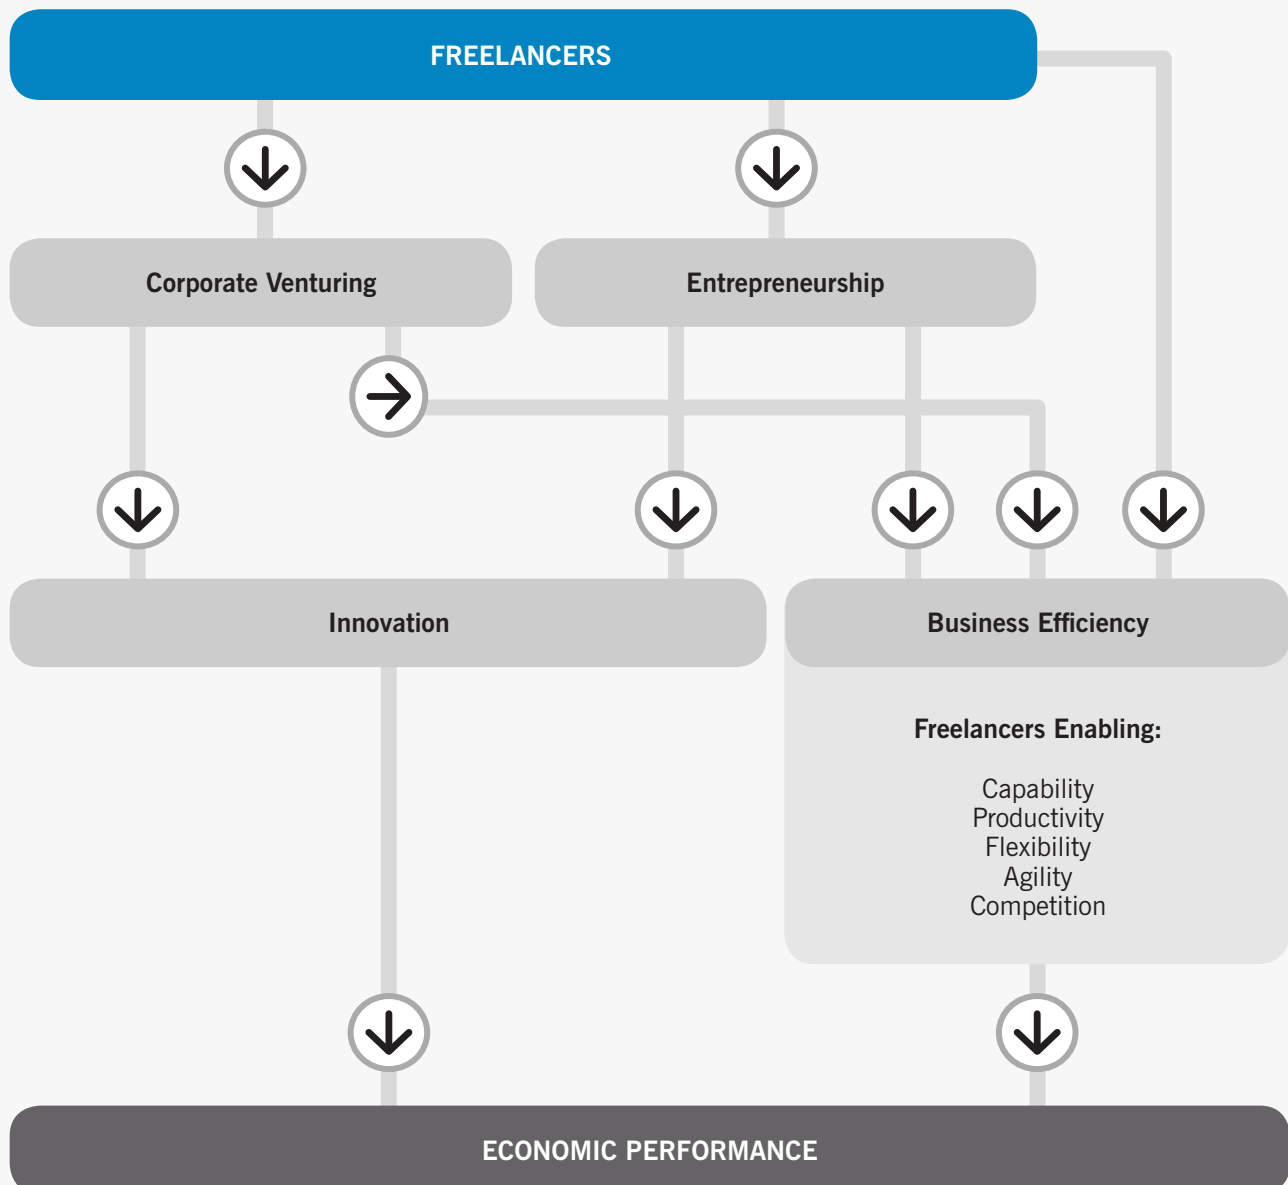 FREELANCERS
Corporate Venturing
Entrepreneurship
Innovation
Business Efficiency
Freelancers Enabling:
Capability
Productivity
Flexibility
Agility
Competition
ECONOMIC PERFORMANCE